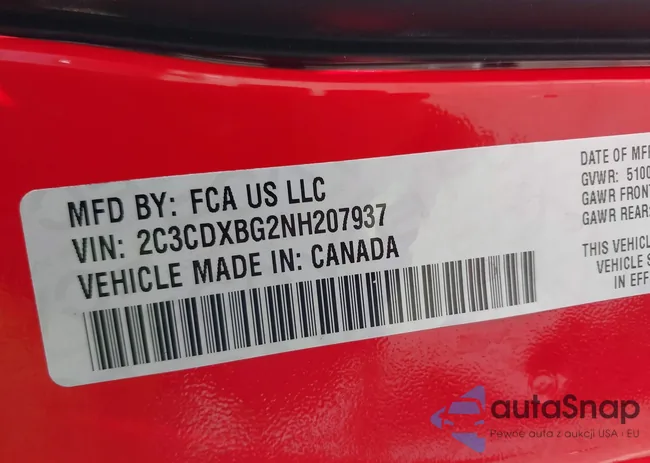 MFD BY: FCA US LLC
VIN: 2C3CDXBG2NH207937
VEHICLE MADE IN: CANADA
DATE OF MF
GVWR: 5100
GAWR FRONT
GAWR REAR:
THIS VEHICL
VEHICLE S
IN EFF
autaSnap
Pewne auta z aukcji USA i EU